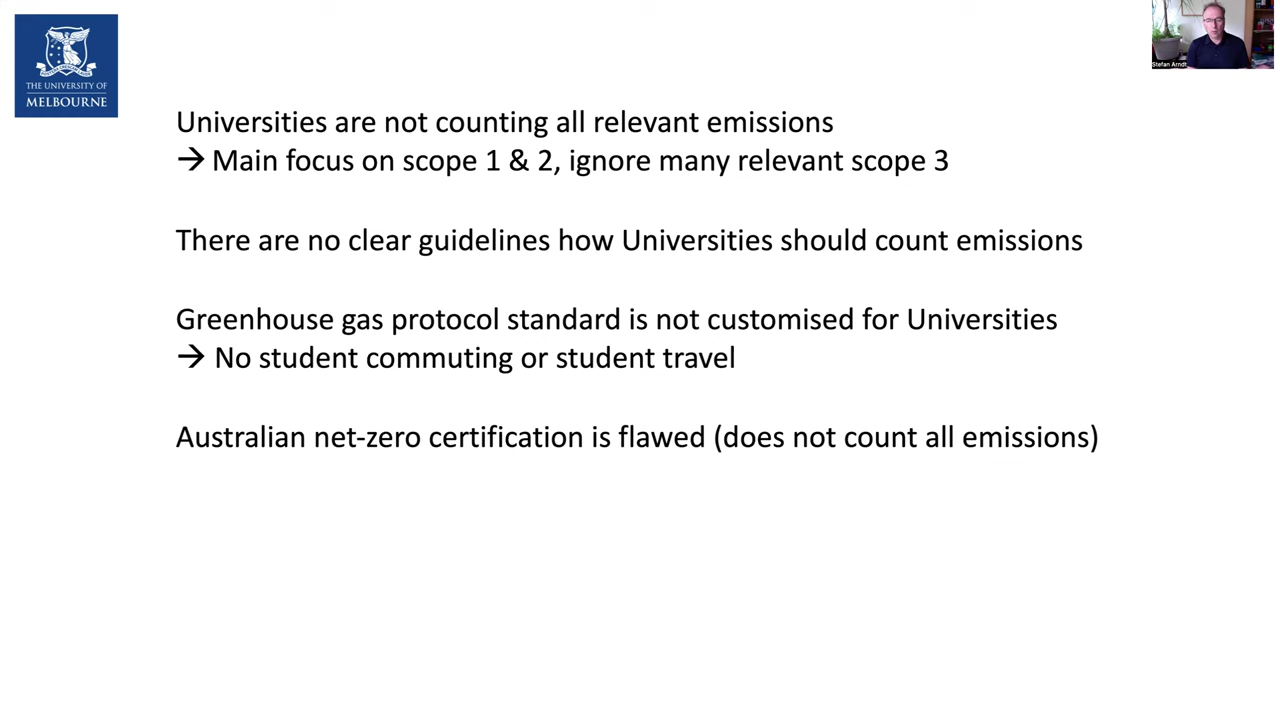 THE UNIVERSITY OF
MELBOURNE
Stefan Arndt
Universities are not counting all relevant emissions
→ Main focus on scope 1 & 2, ignore many relevant scope 3
There are no clear guidelines how Universities should count emissions
Greenhouse gas protocol standard is not customised for Universities
→ No student commuting or student travel
Australian net-zero certification is flawed (does not count all emissions)